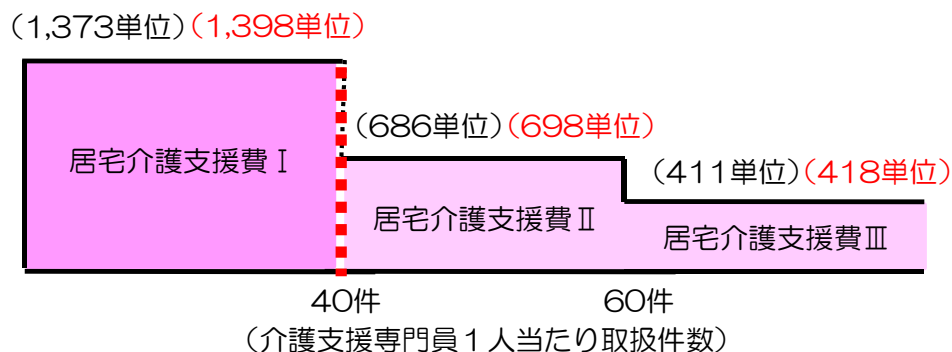 (1,373単位)(1,398単位)
(686単位)(698単位)
(411単位)(418単位)
居宅介護支援費Ⅰ
居宅介護支援費Ⅱ
居宅介護支援費Ⅲ
40件
60件
(介護支援専門員1人当たり取扱件数)